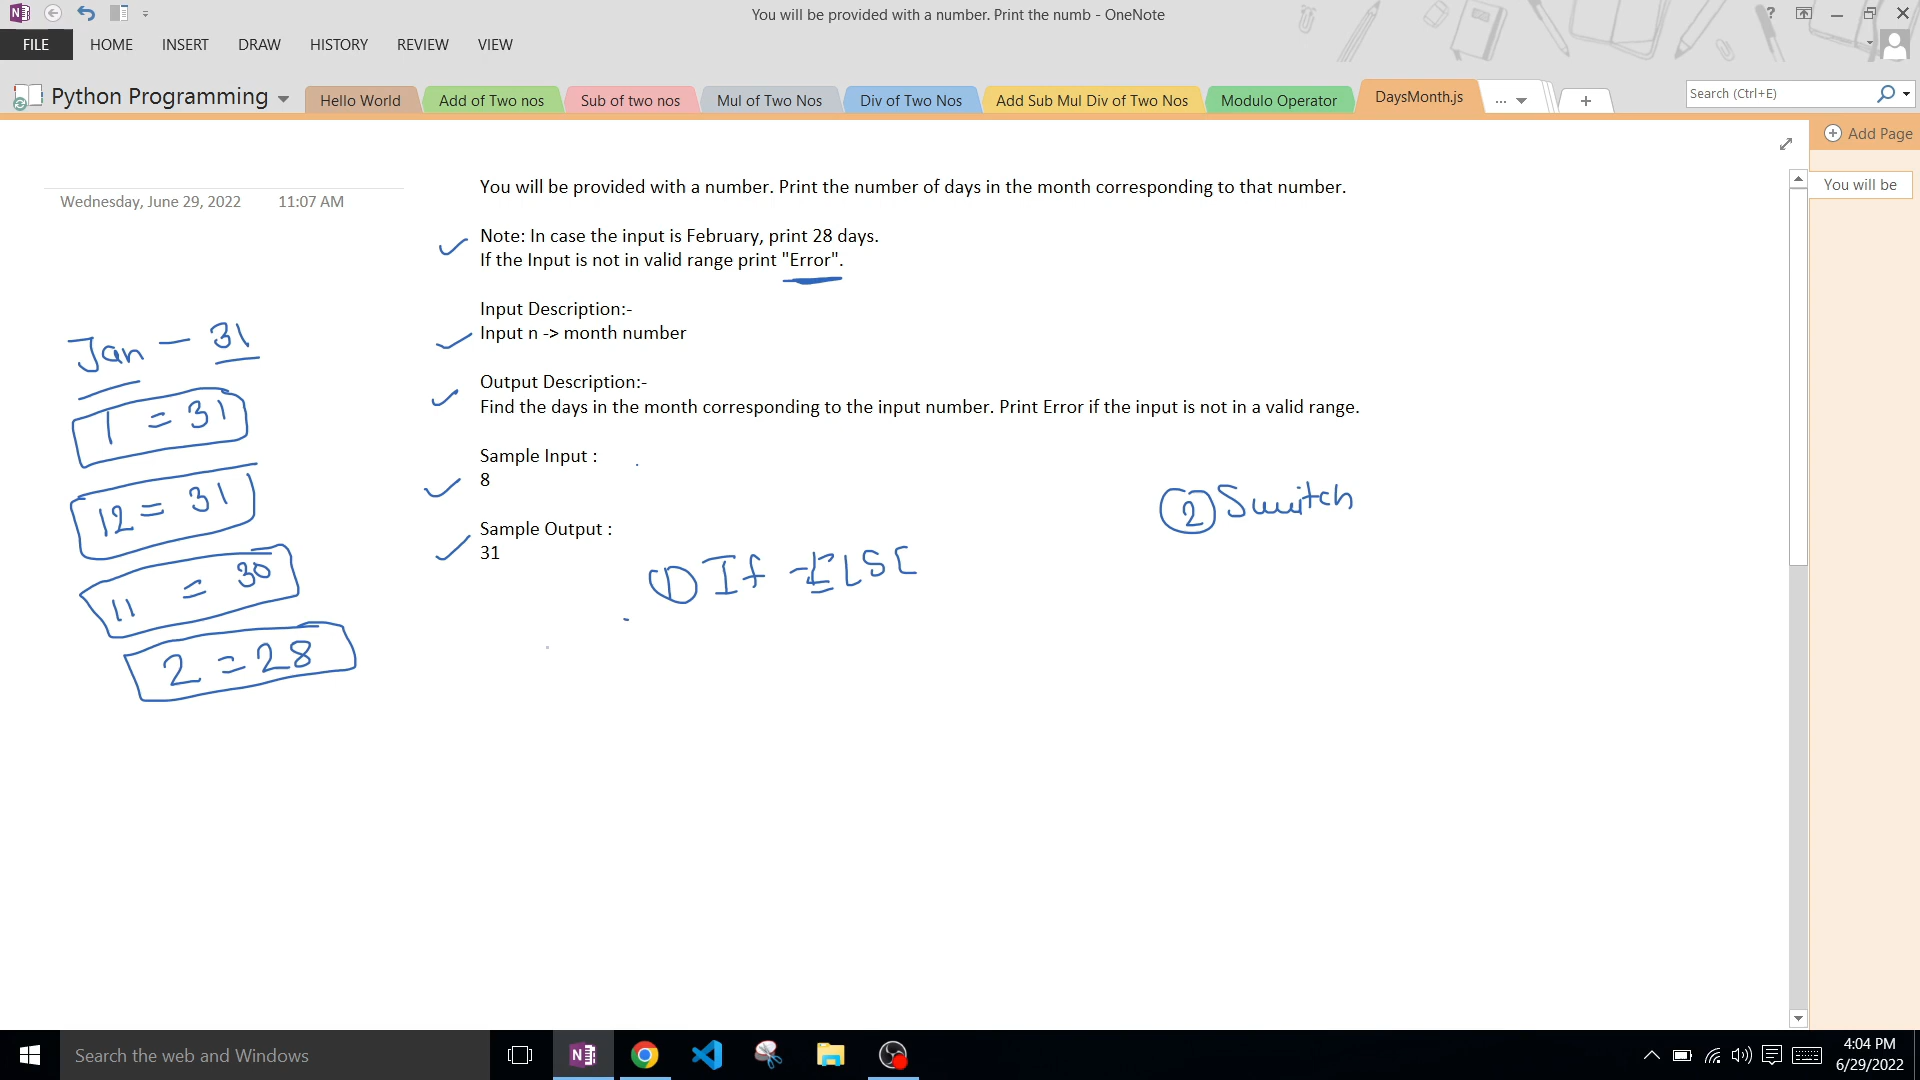 You will be provided with a number. Print the numb - OneNote
FILE HOME INSERT DRAW HISTORY REVIEW VIEW
Python Programming Hello World Add of Two nos Sub of two nos Mul of Two Nos Div of Two Nos Add Sub Mul Div of Two Nos Modulo Operator DaysMonth.js ... Search (Ctrl+E)
Add Page
You will be
Wednesday, June 29, 2022 11:07 AM
You will be provided with a number. Print the number of days in the month corresponding to that number.
Note: In case the input is February, print 28 days.
If the Input is not in valid range print "Error".
Input Description:-
Input n -> month number
Output Description:-
Find the days in the month corresponding to the input number. Print Error if the input is not in a valid range.
Sample Input :
8
Sample Output :
31
Jan - 31
1 = 31
12 = 31
11 = 30
2 = 28
① If - ELSE
② Switch
Search the web and Windows
4:04 PM
6/29/2022